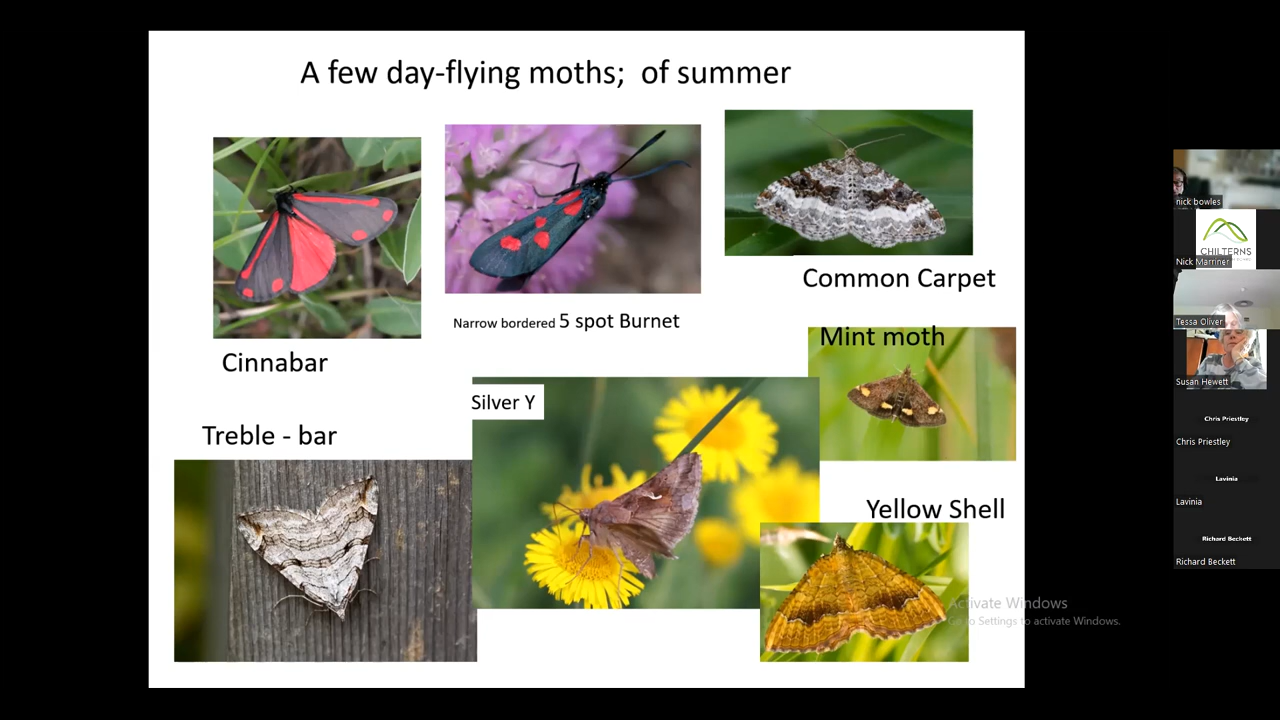 A few day-flying moths;  of summer
Common Carpet
Narrow bordered 5 spot Burnet
Mint moth
Cinnabar
Silver Y
Treble - bar
Yellow Shell
Activate Windows
Go to Settings to activate Windows.
nick bowles
CHILTERNS
Nick Marriner
Tessa Oliver
Susan Hewett
Chris Priestley
Chris Priestley
Lavinia
Lavinia
Richard Beckett
Richard Beckett